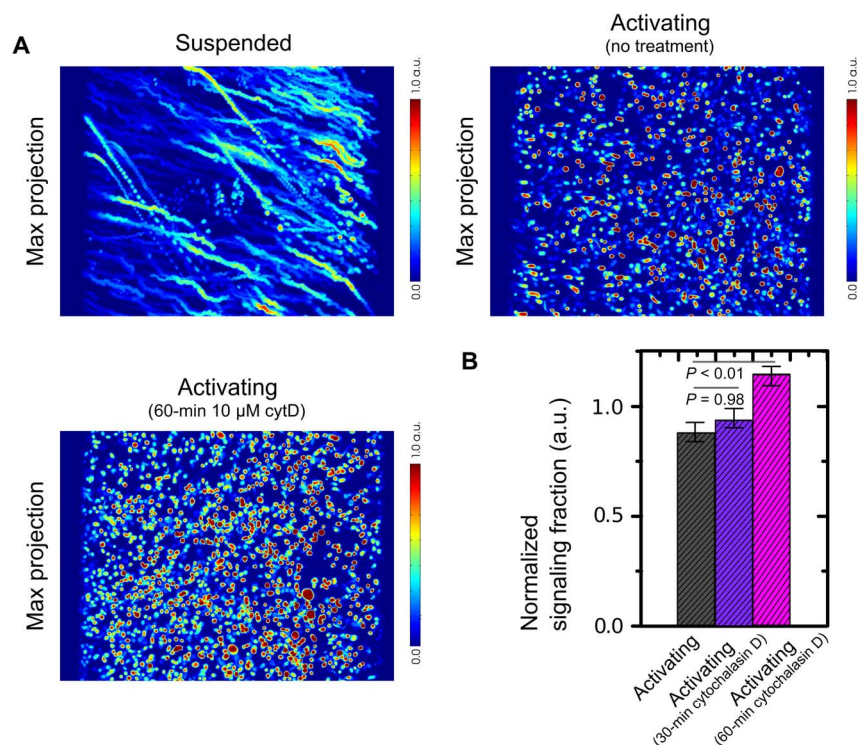 A
Suspended
Max projection
1.0 a.u.
0.0
Activating
(no treatment)
Max projection
1.0 a.u.
0.0
Activating
(60-min 10 µM cytD)
Max projection
1.0 a.u.
0.0
B
P < 0.01
P = 0.98
1.0
0.5
0.0
Normalized
signaling fraction (a.u.)
Activating
Activating
(30-min cytochalasin D)
Activating
(60-min cytochalasin D)